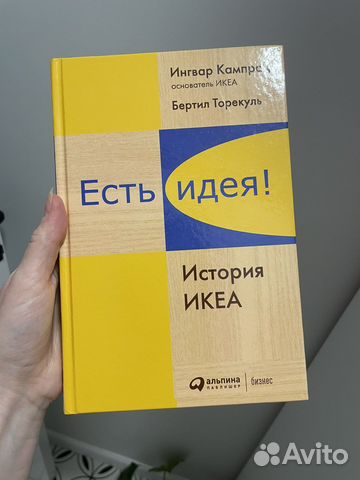 Ингвар Кампрад
основатель ИКЕА
Бертил Торекуль
Есть идея!
История
ИКЕА
альпина
ПАБЛИШЕР
бизнес
Avito